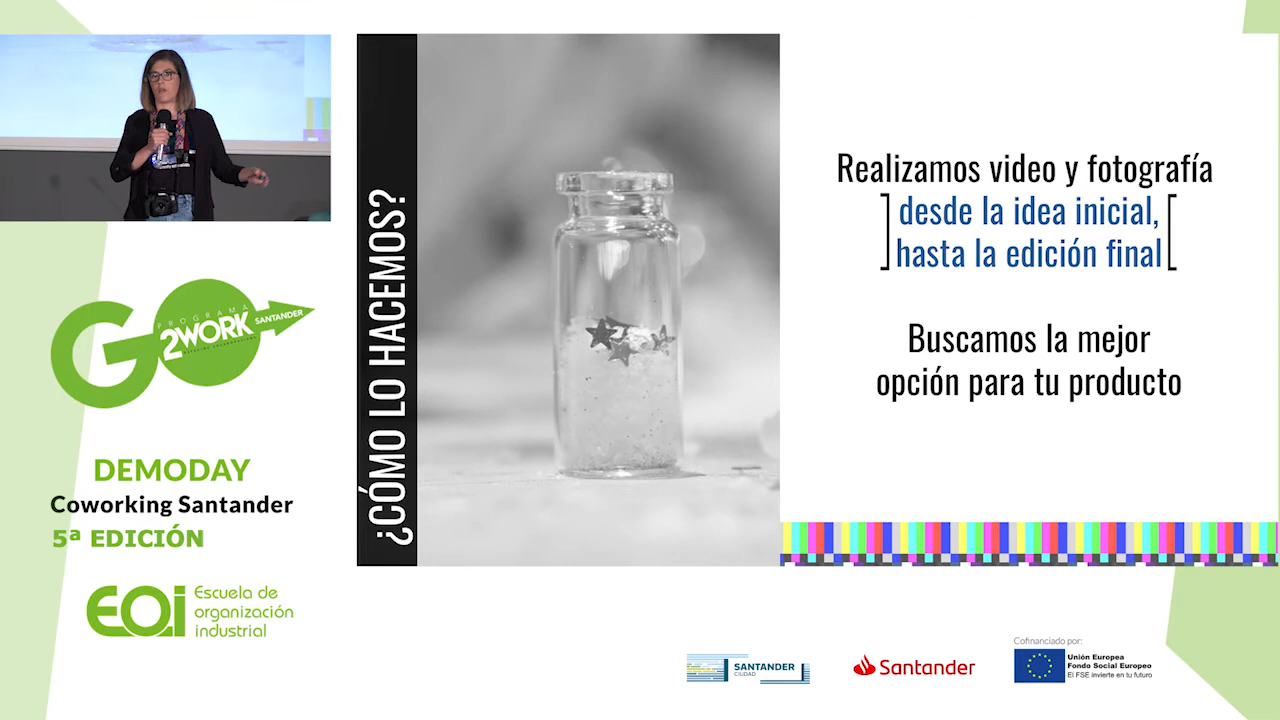 ¿CÓMO LO HACEMOS?
Realizamos video y fotografía
]desde la idea inicial,[
hasta la edición final
Buscamos la mejor
opción para tu producto
GO
PROGRAMA
2WORK
SANTANDER
DEMODAY
Coworking Santander
5ª EDICIÓN
EOi
Escuela de
organización
industrial
SANTANDER
CIUDAD
Santander
Cofinanciado por:
Unión Europea
Fondo Social Europeo
El FSE invierte en tu futuro